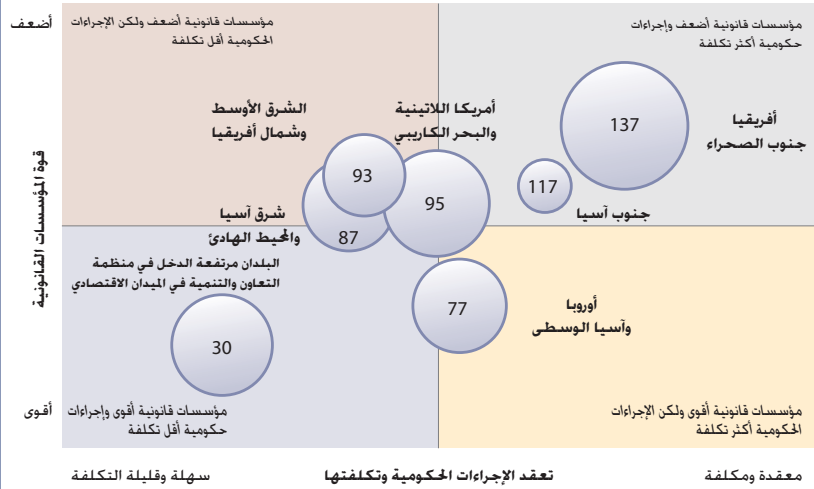 أضعف
مؤسسات قانونية أضعف وإجراءات
حكومية أكثر تكلفة
مؤسسات قانونية أضعف ولكن الإجراءات
الحكومية أقل تكلفة
أفريقيا
جنوب الصحراء
137
أمريكا اللاتينية
والبحر الكاريبي
الشرق الأوسط
وشمال أفريقيا
93
117
95
جنوب آسيا
شرق آسيا
والمحيط الهادئ
87
قوة المؤسسات القانونية
البلدان مرتفعة الدخل في منظمة
التعاون والتنمية في الميدان الاقتصادي
30
77
أوروبا
وآسيا الوسطى
أقوى
مؤسسات قانونية أقوى ولكن الإجراءات
الحكومية أكثر تكلفة
مؤسسات قانونية أقوى وإجراءات
حكومية أقل تكلفة
معقدة ومكلفة
تعقد الإجراءات الحكومية وتكلفتها
سهلة وقليلة التكلفة